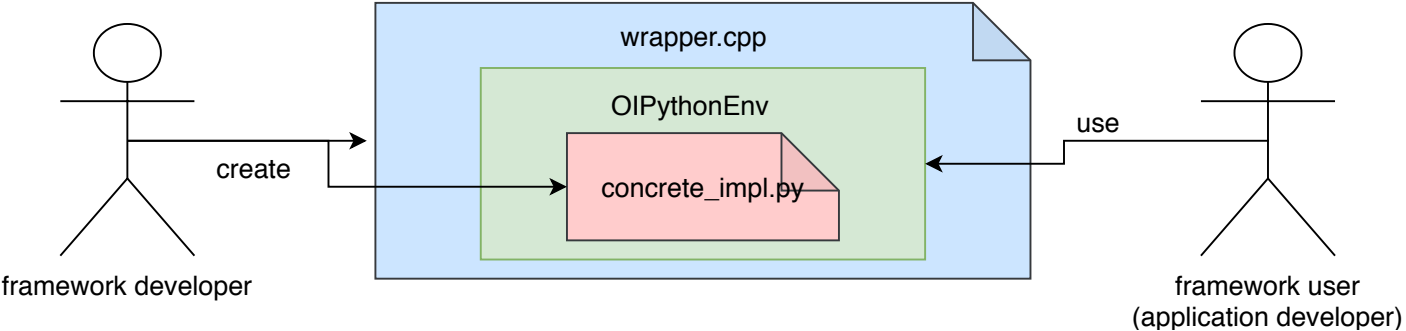 wrapper.cpp
OIPythonEnv
use
create
concrete_impl.py
framework developer
framework user
(application developer)